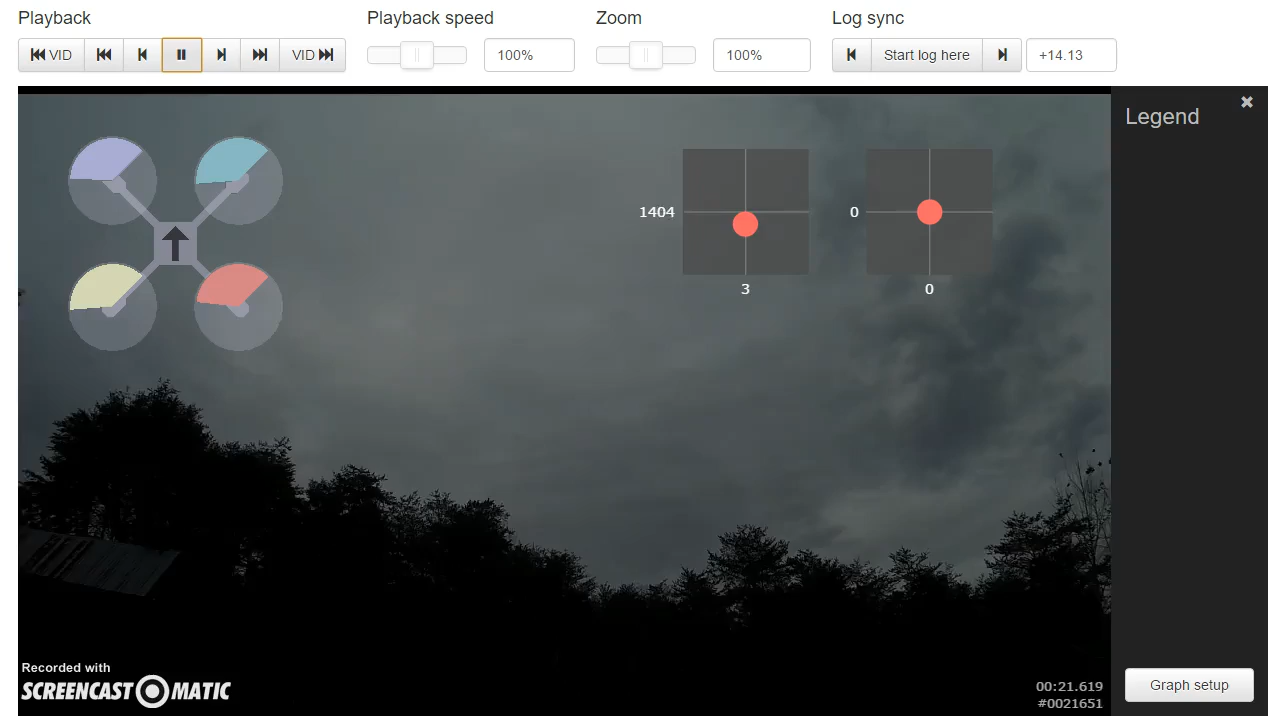 Playback
Playback speed
Zoom
Log sync
VID
VID
100%
100%
Start log here
+14.13
Legend
1404
3
0
0
Recorded with
SCREENCAST MATIC
00:21.619
#0021651
Graph setup